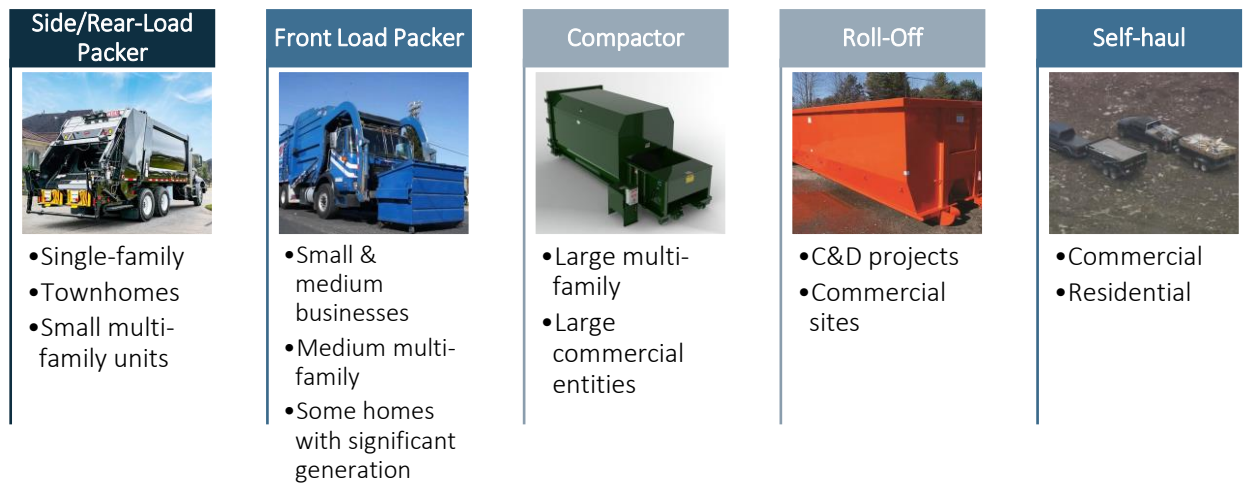 Side/Rear-Load
Packer
•Single-family
•Townhomes
•Small multi-
family units
Front Load Packer
•Small &
medium
businesses
•Medium multi-
family
•Some homes
with significant
generation
Compactor
•Large multi-
family
•Large
commercial
entities
Roll-Off
•C&D projects
•Commercial
sites
Self-haul
•Commercial
•Residential